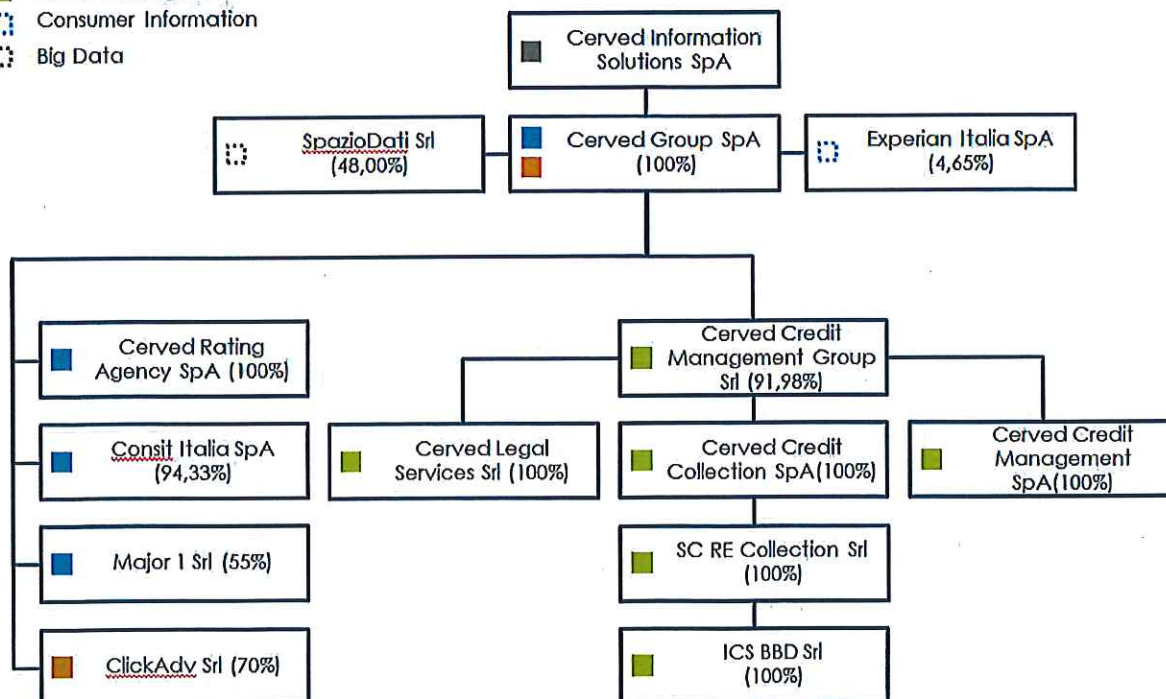 Consumer Information
Big Data
Cerved Information
Solutions SpA
SpazioDati Srl
(48,00%)
Cerved Group SpA
(100%)
Experian Italia SpA
(4,65%)
Cerved Rating
Agency SpA (100%)
Cerved Credit
Management Group
Srl (91,98%)
Consit Italia SpA
(94,33%)
Cerved Legal
Services Srl (100%)
Cerved Credit
Collection SpA(100%)
Cerved Credit
Management
SpA(100%)
Major 1 Srl (55%)
SC RE Collection Srl
(100%)
ClickAdv Srl (70%)
ICS BBD Srl
(100%)